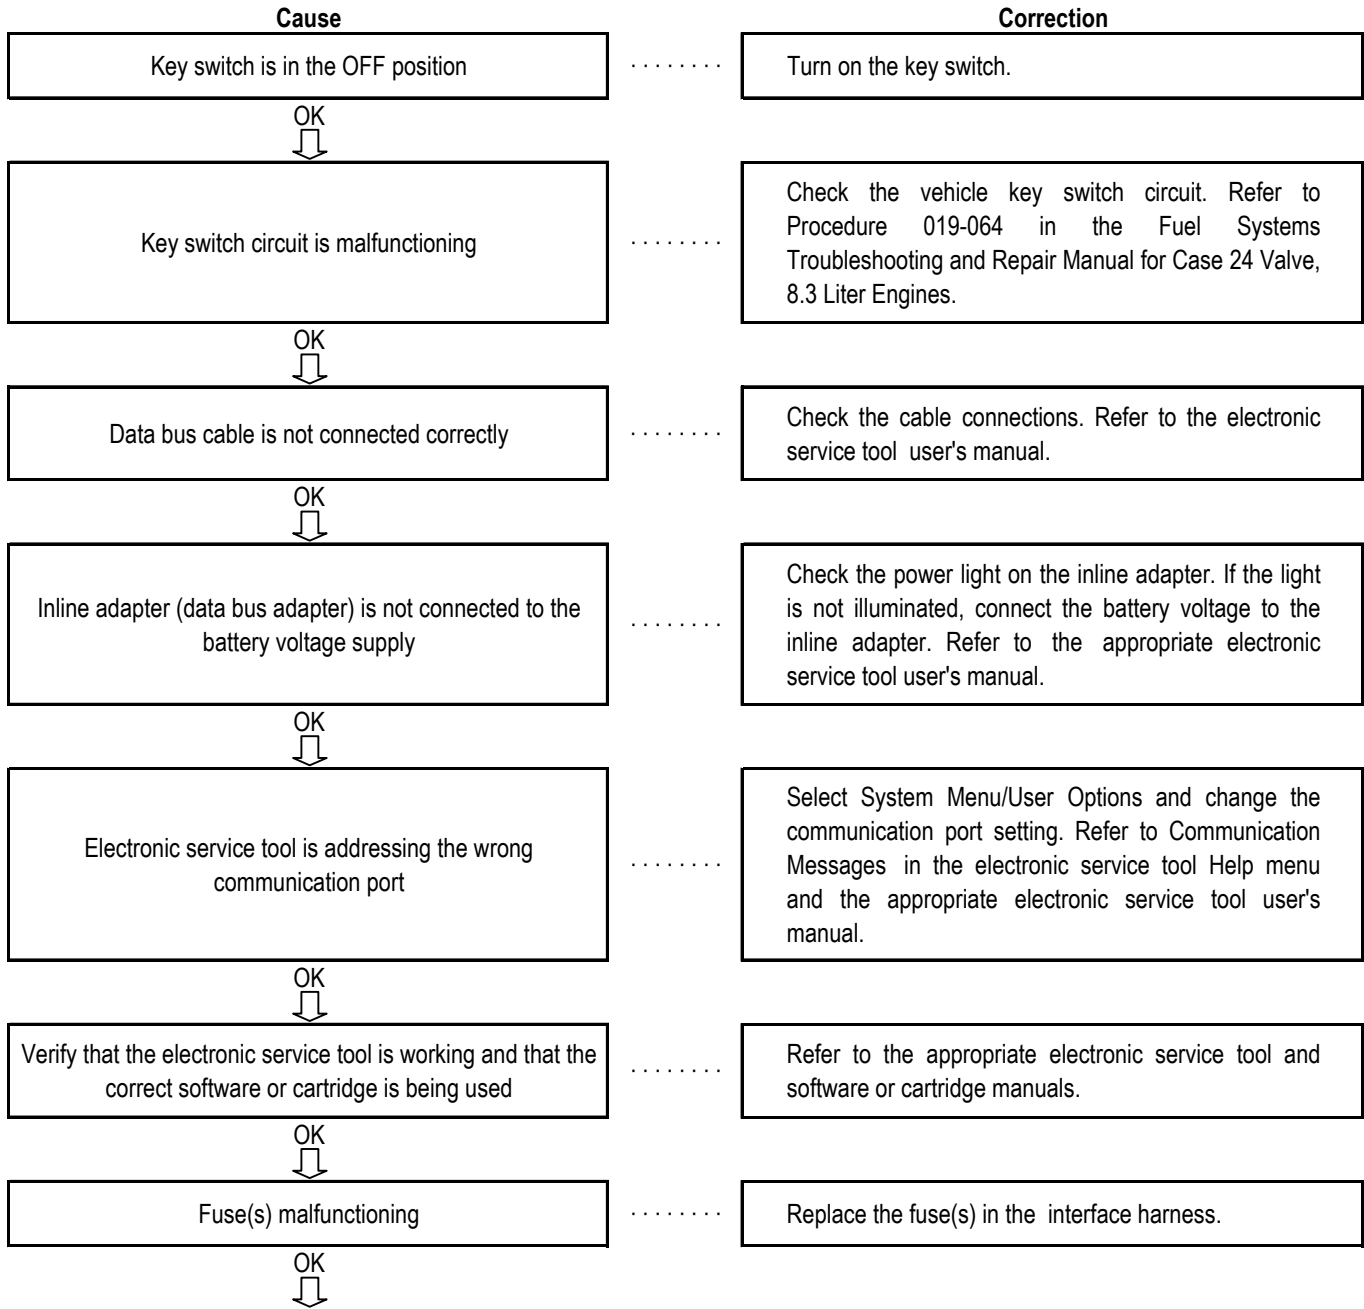 Cause
Correction
Key switch is in the OFF position
. . . . . . . .
Turn on the key switch.
OK
Key switch circuit is malfunctioning
. . . . . . . .
Check the vehicle key switch circuit. Refer to
Procedure 019-064 in the Fuel Systems
Troubleshooting and Repair Manual for Case 24 Valve,
8.3 Liter Engines.
OK
Data bus cable is not connected correctly
. . . . . . . .
Check the cable connections. Refer to the electronic
service tool user's manual.
OK
Inline adapter (data bus adapter) is not connected to the
battery voltage supply
. . . . . . . .
Check the power light on the inline adapter. If the light
is not illuminated, connect the battery voltage to the
inline adapter. Refer to the appropriate electronic
service tool user's manual.
OK
Electronic service tool is addressing the wrong
communication port
. . . . . . . .
Select System Menu/User Options and change the
communication port setting. Refer to Communication
Messages in the electronic service tool Help menu
and the appropriate electronic service tool user's
manual.
OK
Verify that the electronic service tool is working and that the
correct software or cartridge is being used
. . . . . . . .
Refer to the appropriate electronic service tool and
software or cartridge manuals.
OK
Fuse(s) malfunctioning
. . . . . . . .
Replace the fuse(s) in the interface harness.
OK